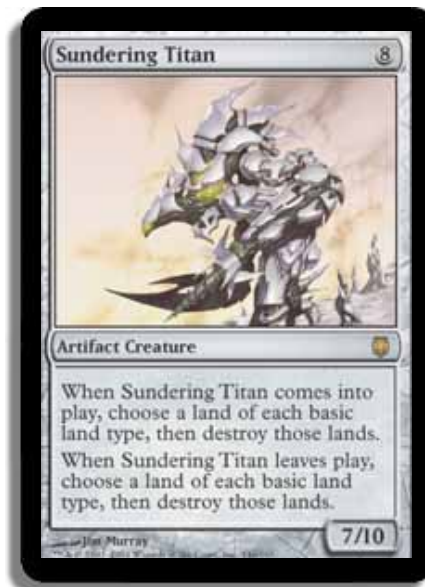 Sundering Titan 8
Artifact Creature
When Sundering Titan comes into
play, choose a land of each basic
land type, then destroy those lands.
When Sundering Titan leaves play,
choose a land of each basic land
type, then destroy those lands.
7/10
Jim Murray